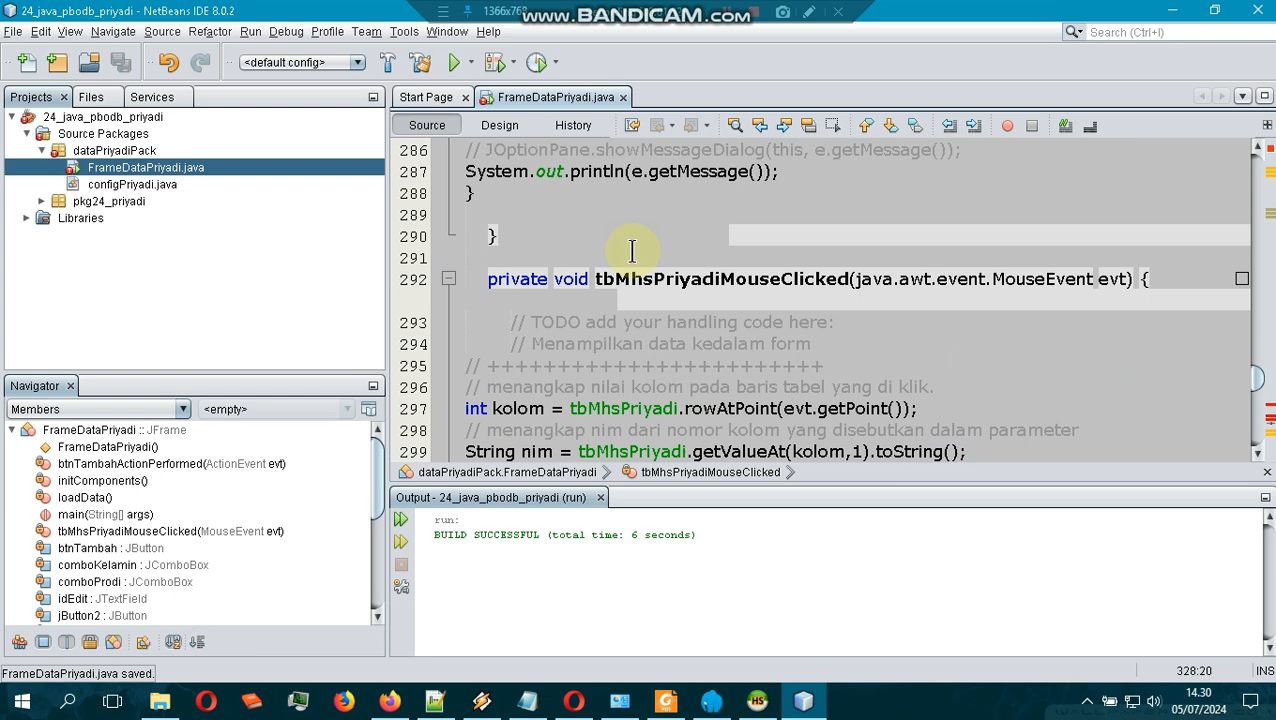 24_java_pbodb_priyadi - NetBeans IDE 8.0.2
1366x768
www.BANDICAM.com
File Edit View Navigate Source Refactor Run Debug Profile Team Tools Window Help
Search (Ctrl+I)
<default config>
Projects
Files
Services
Start Page
FrameDataPriyadi.java
Source
Design
History
24_java_pbodb_priyadi
Source Packages
dataPriyadiPack
FrameDataPriyadi.java
configPriyadi.java
pkg24_priyadi
Libraries
286 // JOptionPane.showMessageDialog(this, e.getMessage());
287 System.out.println(e.getMessage());
288 }
289
290 }
291
292 private void tbMhsPriyadiMouseClicked(java.awt.event.MouseEvent evt) {
293 // TODO add your handling code here:
294 // Menampilkan data kedalam form
295 // ++++++++++++++++++++++++
296 // menangkap nilai kolom pada baris tabel yang di klik.
297 int kolom = tbMhsPriyadi.rowAtPoint(evt.getPoint());
298 // menangkap nim dari nomor kolom yang disebutkan dalam parameter
299 String nim = tbMhsPriyadi.getValueAt(kolom,1).toString();
dataPriyadiPack.FrameDataPriyadi
tbMhsPriyadiMouseClicked
Navigator
Members
<empty>
FrameDataPriyadi :: JFrame
FrameDataPriyadi()
btnTambahActionPerformed(ActionEvent evt)
initComponents()
loadData()
main(String[] args)
tbMhsPriyadiMouseClicked(MouseEvent evt)
btnTambah : JButton
comboKelamin : JComboBox
comboProdi : JComboBox
idEdit : JTextField
jButton2 : JButton
Output - 24_java_pbodb_priyadi (run)
run:
BUILD SUCCESSFUL (total time: 6 seconds)
FrameDataPriyadi.java saved.
328:20
INS
14.30
05/07/2024